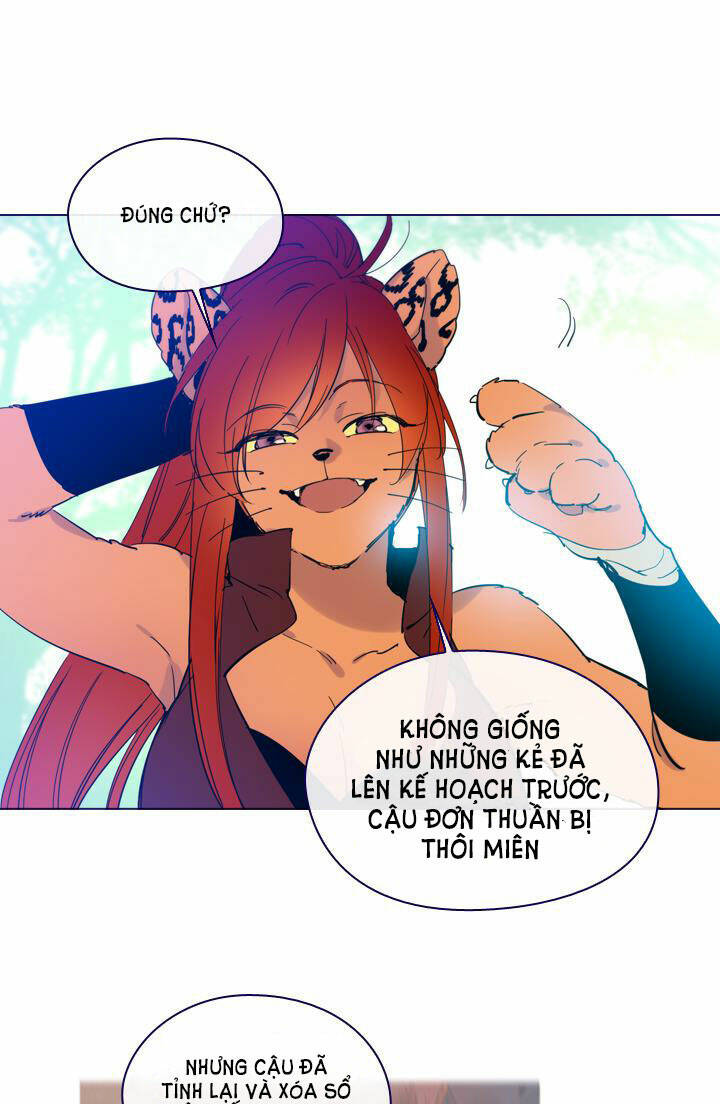 ĐÚNG CHỨ?
KHÔNG GIỐNG
NHƯ NHỮNG KẺ ĐÃ
LÊN KẾ HOẠCH TRƯỚC,
CẬU ĐƠN THUẦN BỊ
THÔI MIÊN
NHƯNG CẬU ĐÃ
TỈNH LẠI VÀ XÓA SỔ